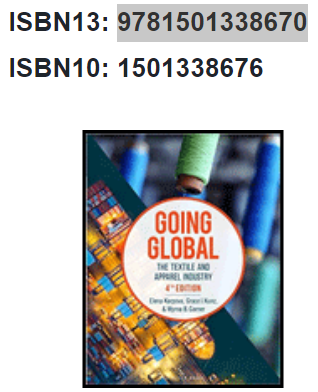 ISBN13: 9781501338670
ISBN10: 1501338676
GOING
GLOBAL
THE TEXTILE AND
APPAREL INDUSTRY
4TH EDITION
Elena Karpova, Grace I Kunz,
& Myrna B Garner